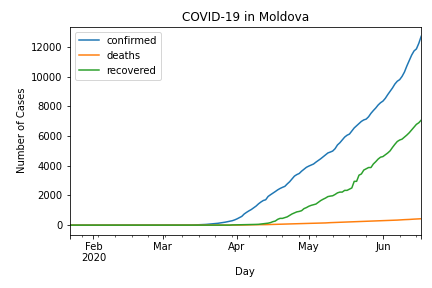 COVID-19 in Moldova
confirmed
deaths
recovered
Number of Cases
12000
10000
8000
6000
4000
2000
0
Feb Mar Apr May Jun
2020
Day